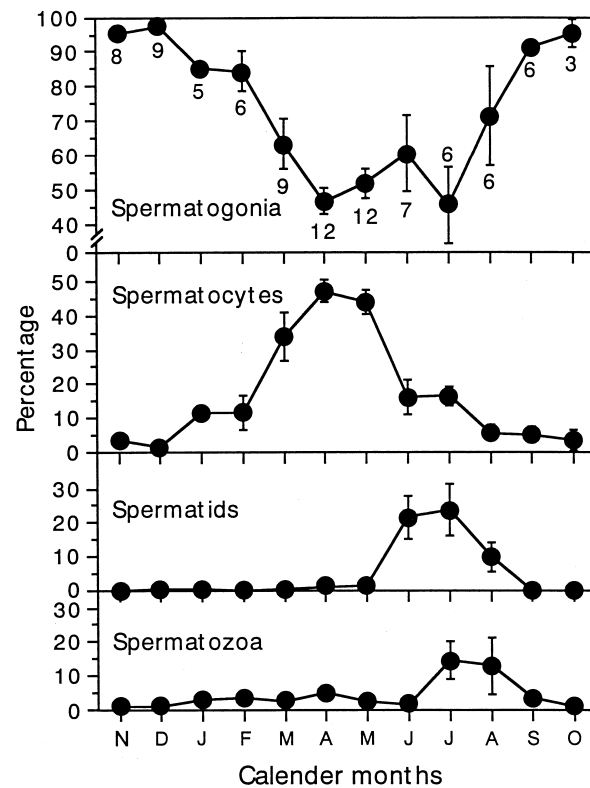 100
90
80
70
60
50
40
0
8 9 5 6 9 12 12 7 6 6 6 3
Spermatogonia
50
40
30
20
10
0
Spermatocytes
Percentage
30
20
10
0
Spermatids
30
20
10
0
Spermatozoa
N D J F M A M J J A S O
Calender months